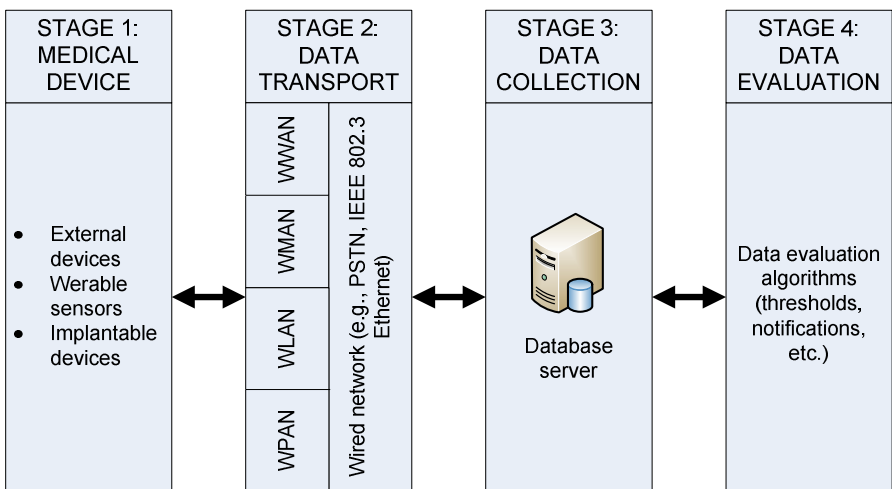 STAGE 1:
MEDICAL
DEVICE
• External
devices
• Werable
sensors
• Implantable
devices
STAGE 2:
DATA
TRANSPORT
WWAN
WMAN
WLAN
WPAN
Wired network (e.g., PSTN, IEEE 802.3
Ethernet)
STAGE 3:
DATA
COLLECTION
Database
server
STAGE 4:
DATA
EVALUATION
Data evaluation
algorithms
(thresholds,
notifications,
etc.)